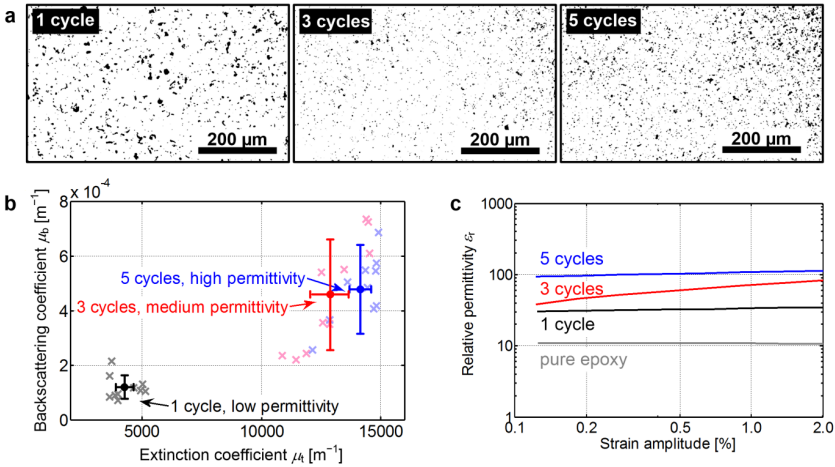 a
1 cycle
3 cycles
5 cycles
200 µm
200 µm
200 µm
b
8 x 10⁻⁴
6
4
2
0
Backscattering coefficient μb [m⁻¹]
5 cycles, high permittivity
3 cycles, medium permittivity
1 cycle, low permittivity
5000
10000
15000
Extinction coefficient μt [m⁻¹]
c
1000
100
10
1
Relative permittivity εr
5 cycles
3 cycles
1 cycle
pure epoxy
0.1
0.2
0.5
1.0
2.0
Strain amplitude [%]